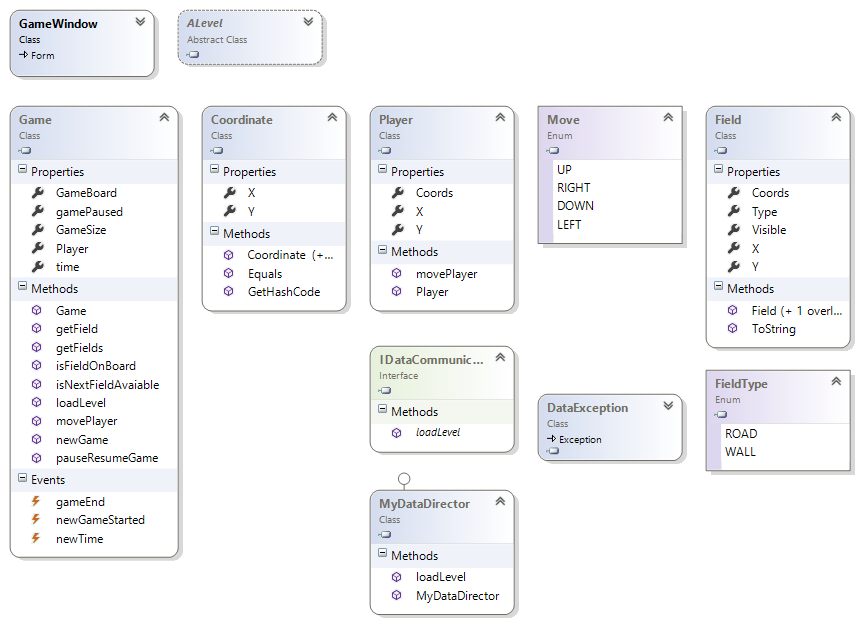 GameWindow
Class
Form
ALevel
Abstract Class
Game
Class
Properties
GameBoard
gamePaused
GameSize
Player
time
Methods
Game
getField
getFields
isFieldOnBoard
isNextFieldAvaiable
loadLevel
movePlayer
newGame
pauseResumeGame
Events
gameEnd
newGameStarted
newTime
Coordinate
Class
Properties
X
Y
Methods
Coordinate (+...
Equals
GetHashCode
Player
Class
Properties
Coords
X
Y
Methods
movePlayer
Player
Move
Enum
UP
RIGHT
DOWN
LEFT
Field
Class
Properties
Coords
Type
Visible
X
Y
Methods
Field (+ 1 overl...
ToString
IDataCommunic...
Interface
Methods
loadLevel
DataException
Class
Exception
FieldType
Enum
ROAD
WALL
MyDataDirector
Class
Methods
loadLevel
MyDataDirector